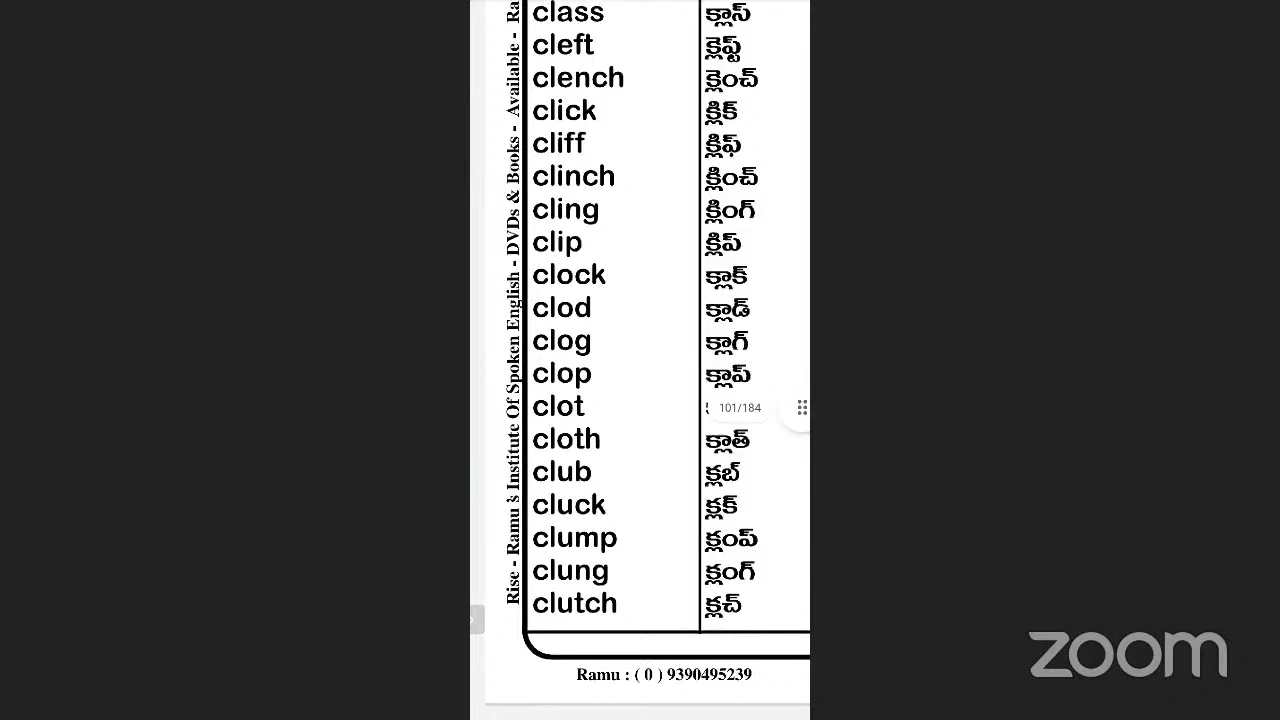 class క్లాస్
cleft క్లెఫ్ట్
clench క్లెంచ్
click క్లిక్
cliff క్లిఫ్
clinch క్లించ్
cling క్లింగ్
clip క్లిప్
clock క్లాక్
clod క్లాడ్
clog క్లాగ్
clop క్లాప్
clot 101/184
cloth క్లాత్
club క్లబ్
cluck క్లక్
clump క్లంప్
clung క్లంగ్
clutch క్లచ్
Rise - Ramu's Institute Of Spoken English - DVDs & Books - Available -
Ramu : ( 0 ) 9390495239
zoom